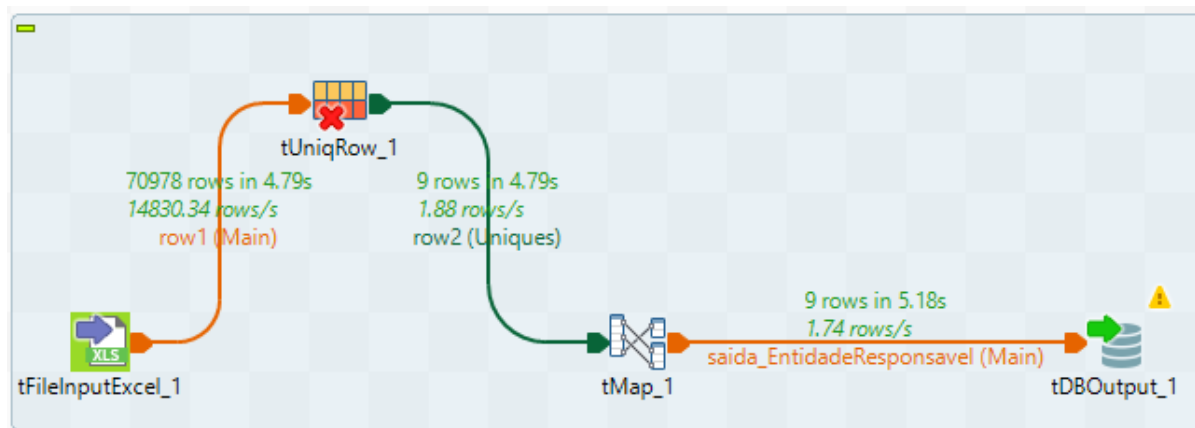 tUniqRow_1
70978 rows in 4.79s
14830.34 rows/s
row1 (Main)
9 rows in 4.79s
1.88 rows/s
row2 (Uniques)
9 rows in 5.18s
1.74 rows/s
saida_EntidadeResponsavel (Main)
XLS
tFileInputExcel_1
tMap_1
tDBOutput_1